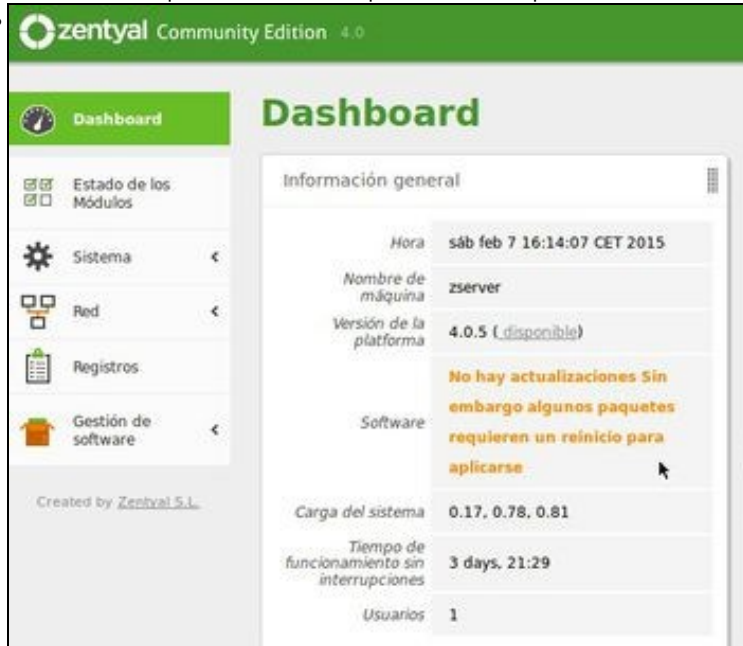 zentyal Community Edition 4.0
Dashboard
Estado de los
Módulos
Sistema
Red
Registros
Gestión de
software
Created by Zentyal S.L.
Dashboard
Información general
Hora
sáb feb 7 16:14:07 CET 2015
Nombre de
máquina
zserver
Versión de la
platforma
4.0.5 ( disponible)
Software
No hay actualizaciones Sin
embargo algunos paquetes
requieren un reinicio para
aplicarse
Carga del sistema
0.17, 0.78, 0.81
Tiempo de
funcionamiento sin
interrupciones
3 days, 21:29
Usuarios
1